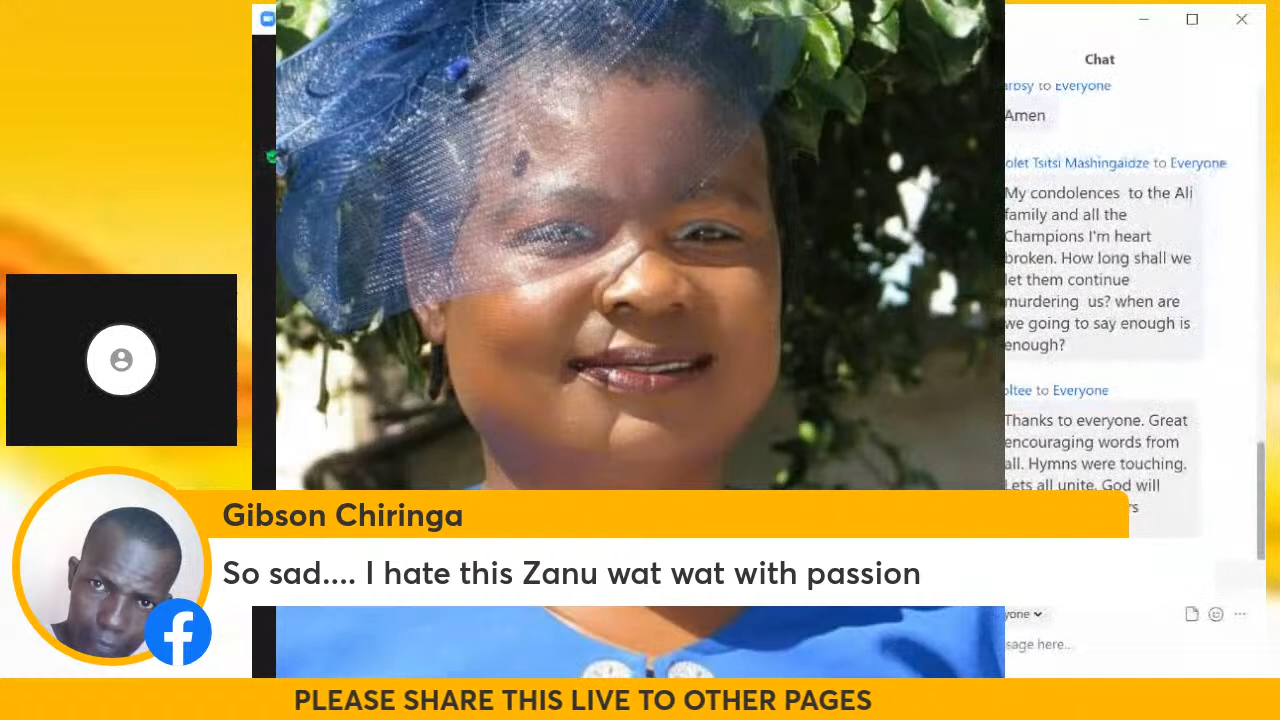 Chat
to Everyone
Amen
Tsitsi Mashingaidze to Everyone
My condolences to the Ali
family and all the
Champions I'm heart
broken. How long shall we
let them continue
murdering us? when are
we going to say enough is
enough?
to Everyone
Thanks to everyone. Great
encouraging words from
all. Hymns were touching.
Lets all unite. God will
Gibson Chiringa
So sad.... I hate this Zanu wat wat with passion
here..
PLEASE SHARE THIS LIVE TO OTHER PAGES